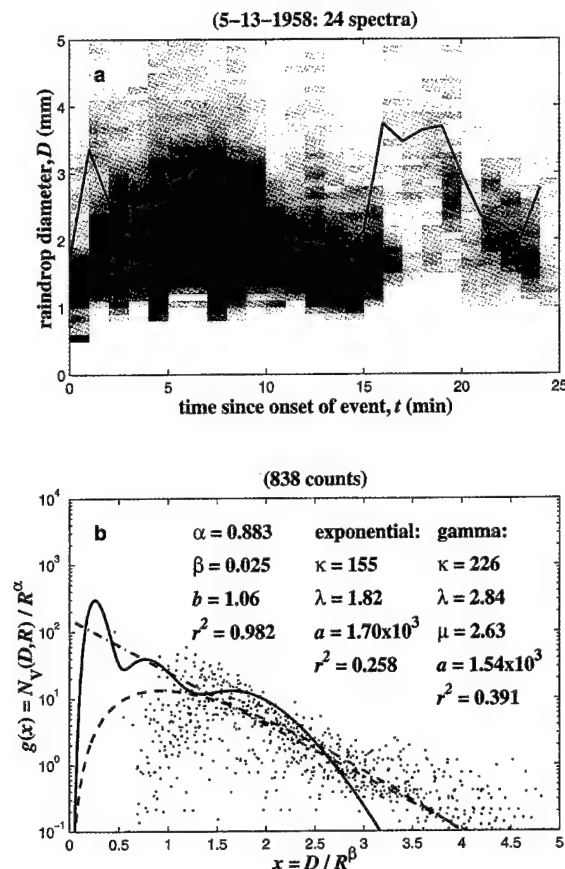 (5–13–1958: 24 spectra)
a
raindrop diameter, D (mm)
5
4
3
2
1
0
0 5 10 15 20 25
time since onset of event, t (min)
(838 counts)
b
g(x) = N_V(D,R) / R^α
10^4
10^3
10^2
10^1
10^0
10^-1
α = 0.883
β = 0.025
b = 1.06
r^2 = 0.982
exponential:
κ = 155
λ = 1.82
a = 1.70x10^3
r^2 = 0.258
gamma:
κ = 226
λ = 2.84
μ = 2.63
a = 1.54x10^3
r^2 = 0.391
0 0.5 1 1.5 2 2.5 3 3.5 4 4.5 5
x = D / R^β